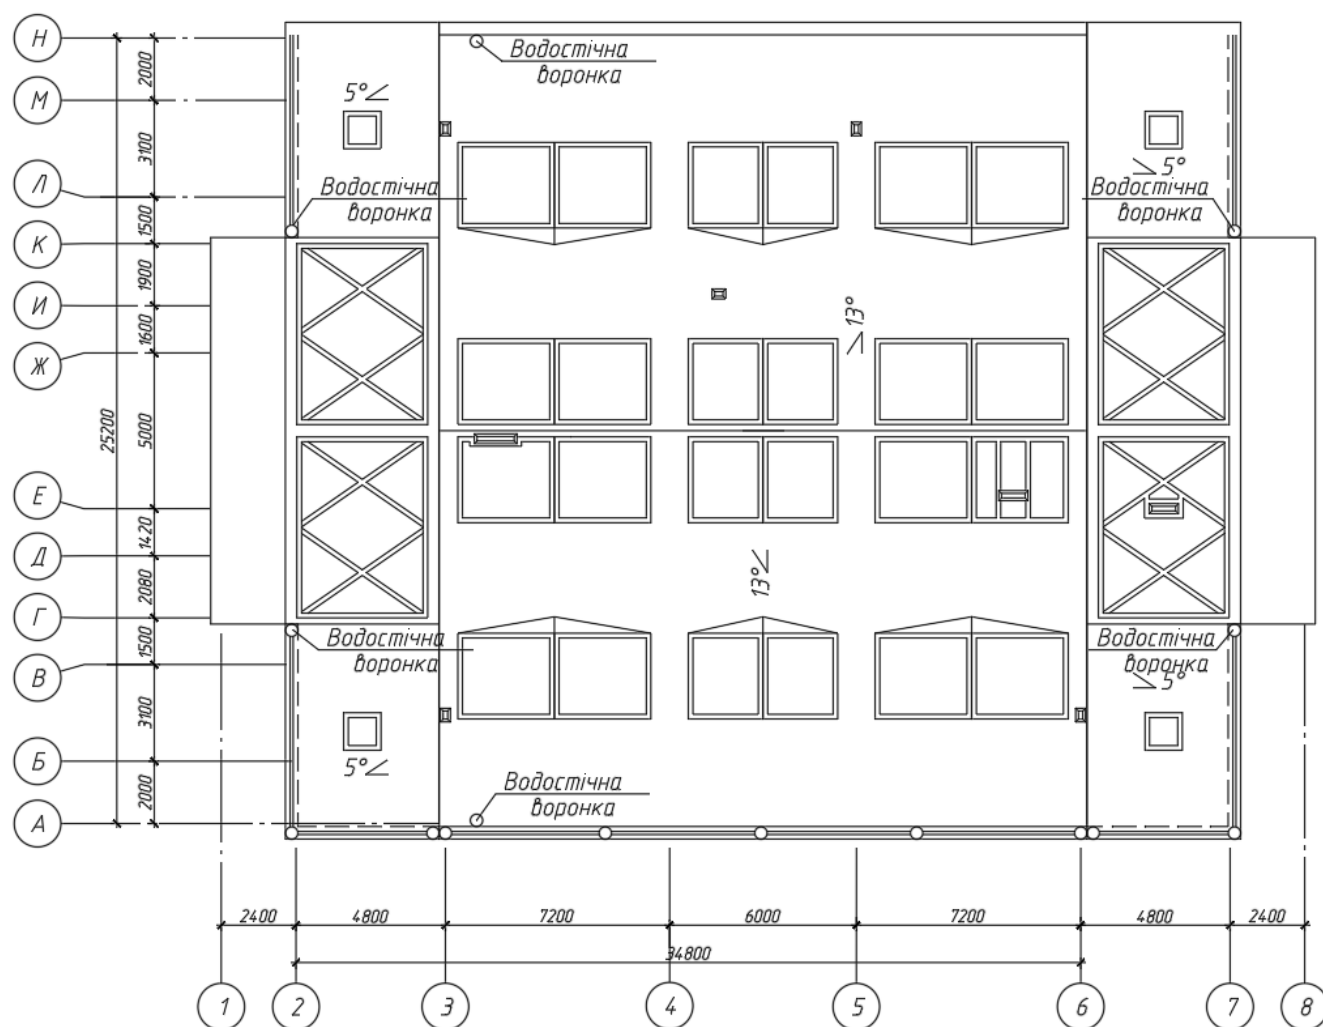 Н
Водостічна
воронка
2000
5°
М
3100
Л
5°
Водостічна
воронка
Водостічна
воронка
1500
К
1900
И
1600
13°
Ж
25200
5000
Е
1420
Д
13°
2080
Г
1500
Водостічна
воронка
Водостічна
воронка
В
5°
3100
Б
5°
Водостічна
воронка
2000
А
2400
4800
7200
6000
7200
4800
2400
34800
1
2
3
4
5
6
7
8